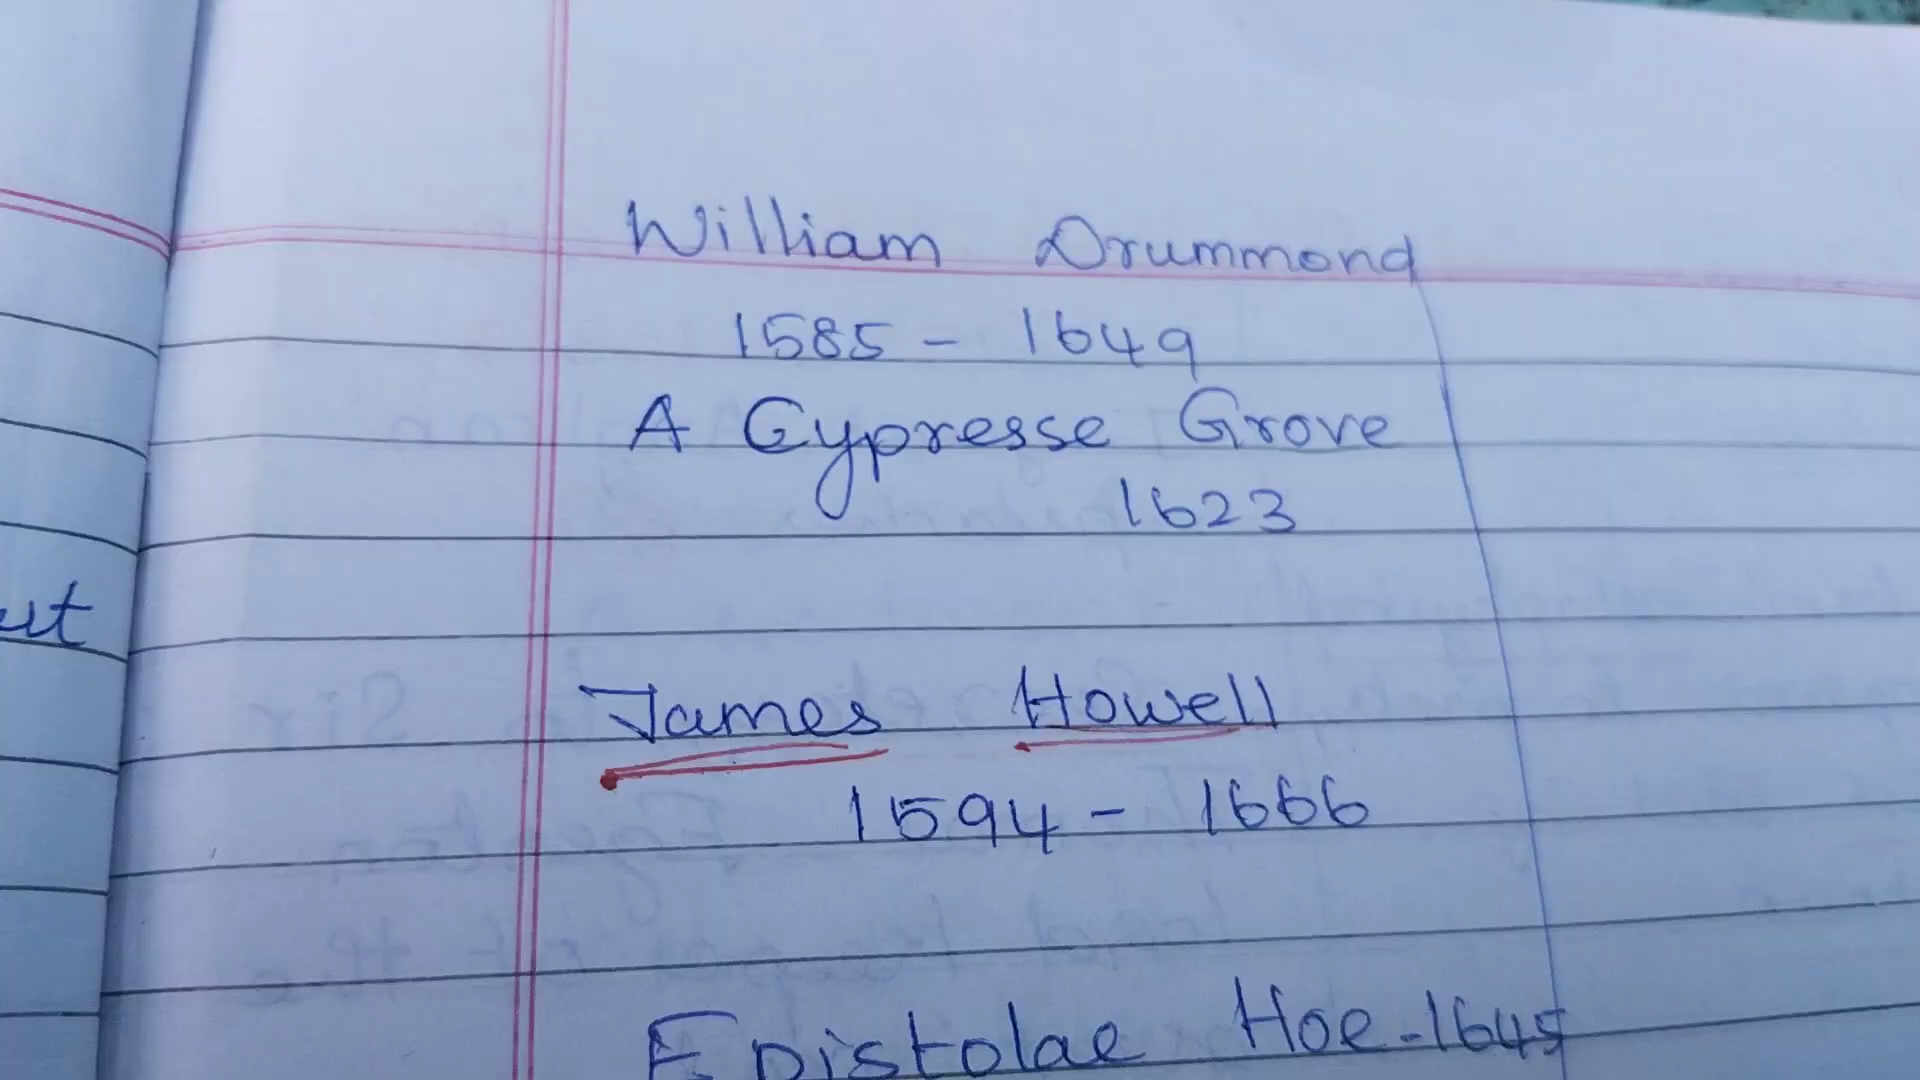 William Drummond
1585 - 1649
A Cypresse Grove
1623
James Howell
1594 - 1666
Epistolae Hoe-1645